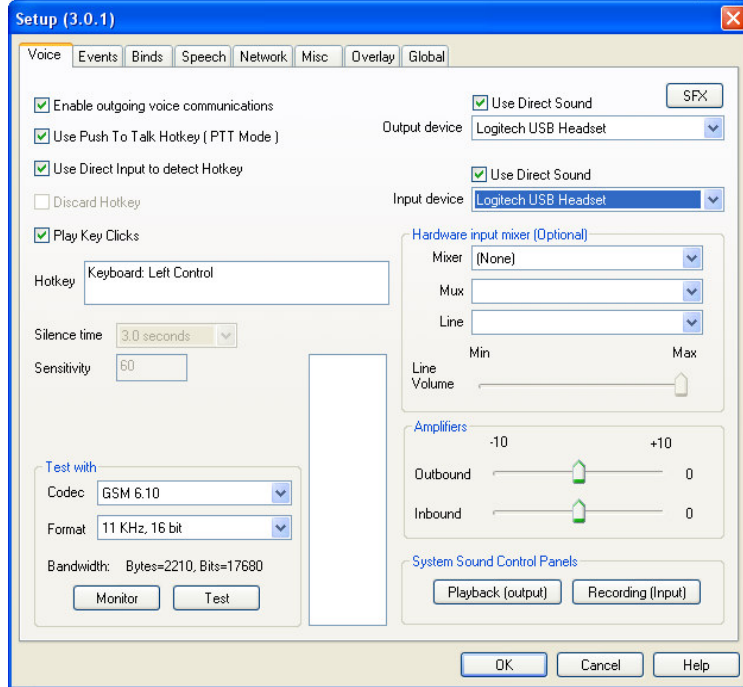 Setup (3.0.1)
Voice Events Binds Speech Network Misc Overlay Global
Enable outgoing voice communications
Use Push To Talk Hotkey ( PTT Mode )
Use Direct Input to detect Hotkey
Discard Hotkey
Play Key Clicks
Hotkey Keyboard: Left Control
Silence time 3.0 seconds
Sensitivity 60
Test with
Codec GSM 6.10
Format 11 KHz, 16 bit
Bandwidth: Bytes=2210, Bits=17680
Monitor Test
Use Direct Sound SFX
Output device Logitech USB Headset
Use Direct Sound
Input device Logitech USB Headset
Hardware input mixer (Optional)
Mixer (None)
Mux
Line
Min Max
Line
Volume
Amplifiers
-10 +10
Outbound 0
Inbound 0
System Sound Control Panels
Playback (output) Recording (Input)
OK Cancel Help